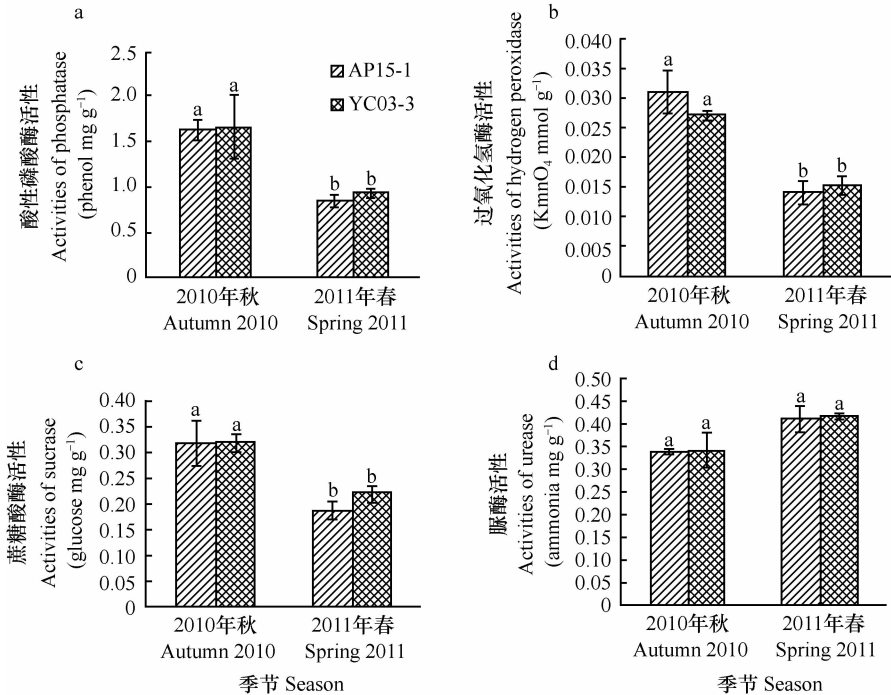 a
酸性磷酸酶活性
Activities of phosphatase
(phenol mg g⁻¹)
2.5
2.0
1.5
1.0
0.5
0
a
a
b
b
AP15-1
YC03-3
2010年秋
2011年春
Autumn 2010
Spring 2011
b
过氧化氢酶活性
Activities of hydrogen peroxidase
(KmnO₄ mmol g⁻¹)
0.040
0.035
0.030
0.025
0.020
0.015
0.010
0.005
0
a
a
b
b
2010年秋
2011年春
Autumn 2010
Spring 2011
c
蔗糖酸酶活性
Activities of sucrase
(glucose mg g⁻¹)
0.40
0.35
0.30
0.25
0.20
0.15
0.10
0.05
0
a
a
b
b
2010年秋
2011年春
Autumn 2010
Spring 2011
季节 Season
d
脲酶活性
Activities of urease
(ammonia mg g⁻¹)
0.50
0.45
0.40
0.35
0.30
0.25
0.20
0.15
0.10
0.05
0
a
a
a
a
2010年秋
2011年春
Autumn 2010
Spring 2011
季节 Season